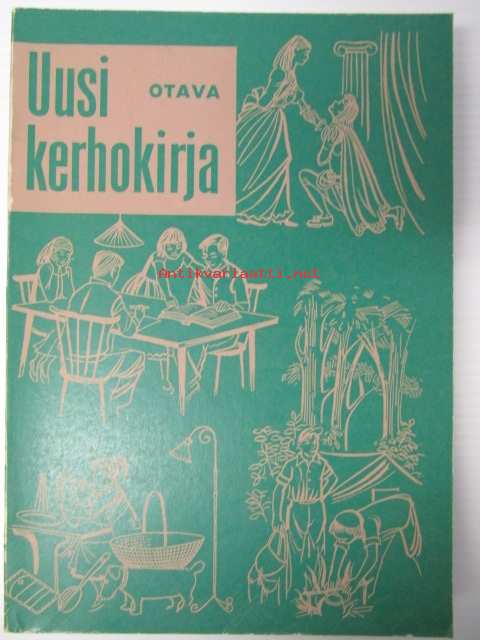 Uusi
OTAVA
kerhokirja
Antikvariaatti.net